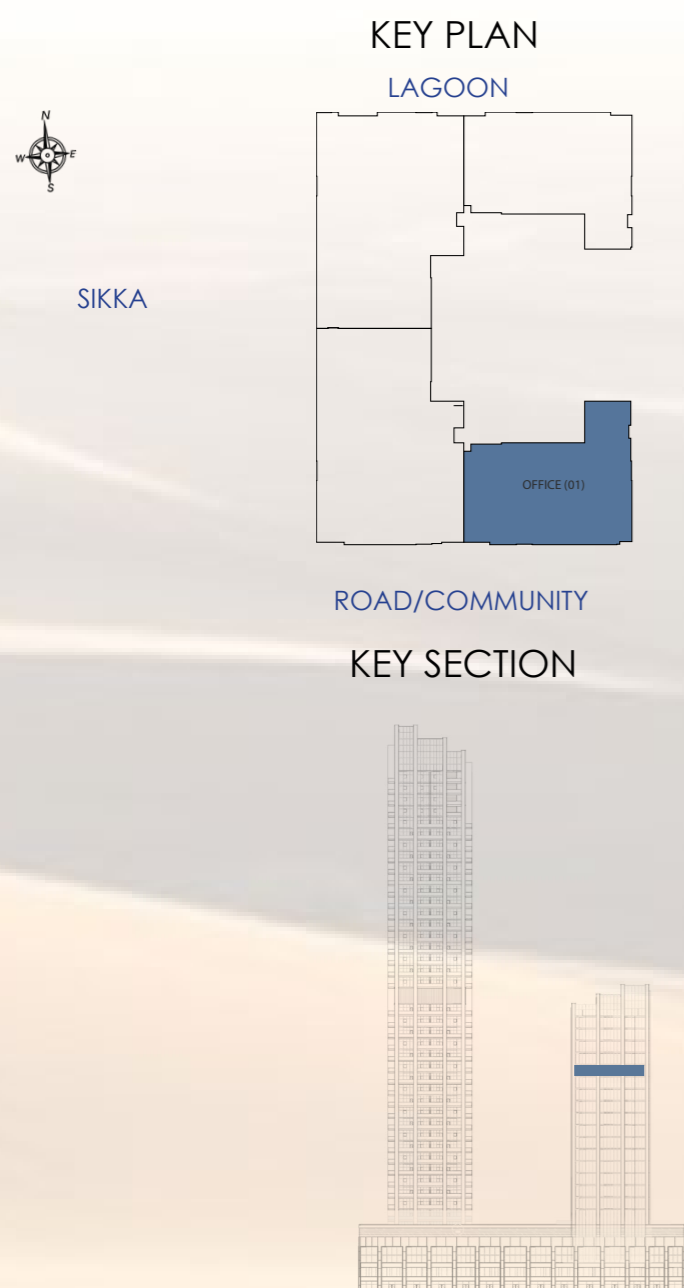 KEY PLAN
LAGOON
N
W
E
S
SIKKA
OFFICE (01)
ROAD/COMMUNITY
KEY SECTION